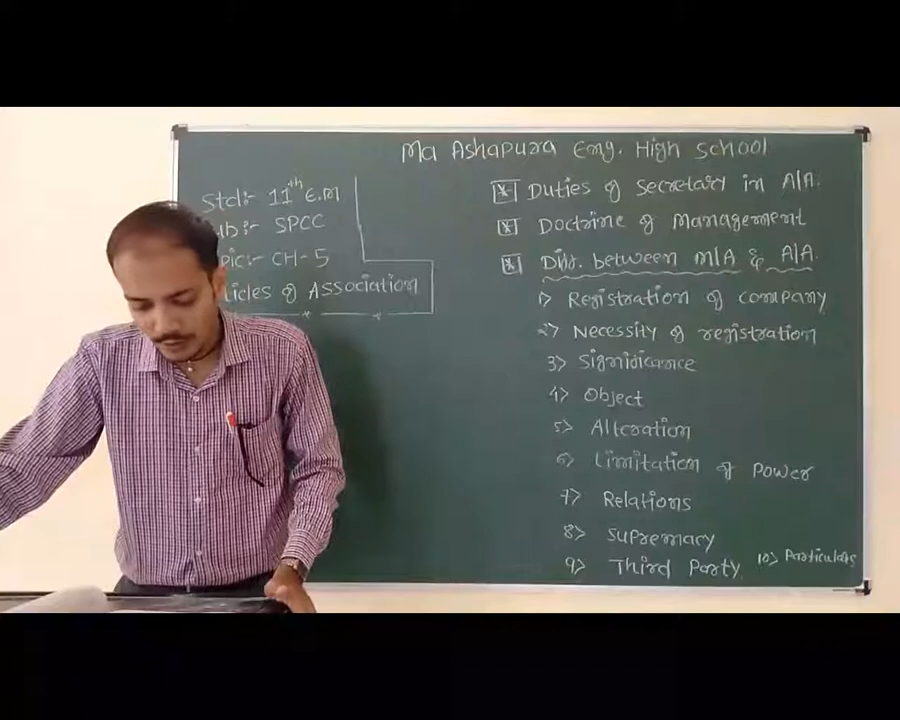 Ma Ashapura Eng. High School
Std:- 11th E.M
Sub:- SPCC
Topic:- CH-5
Articles of Association
* Duties of Secretary in A/A.
* Doctrine of Management
* Diff. between M/A & A/A.
1> Registration of company
2> Necessity of registration
3> Significance
4> Object
5> Alteration
6> Limitation of Power
7> Relations
8> Supremacy
9> Third Party
10> Particulars